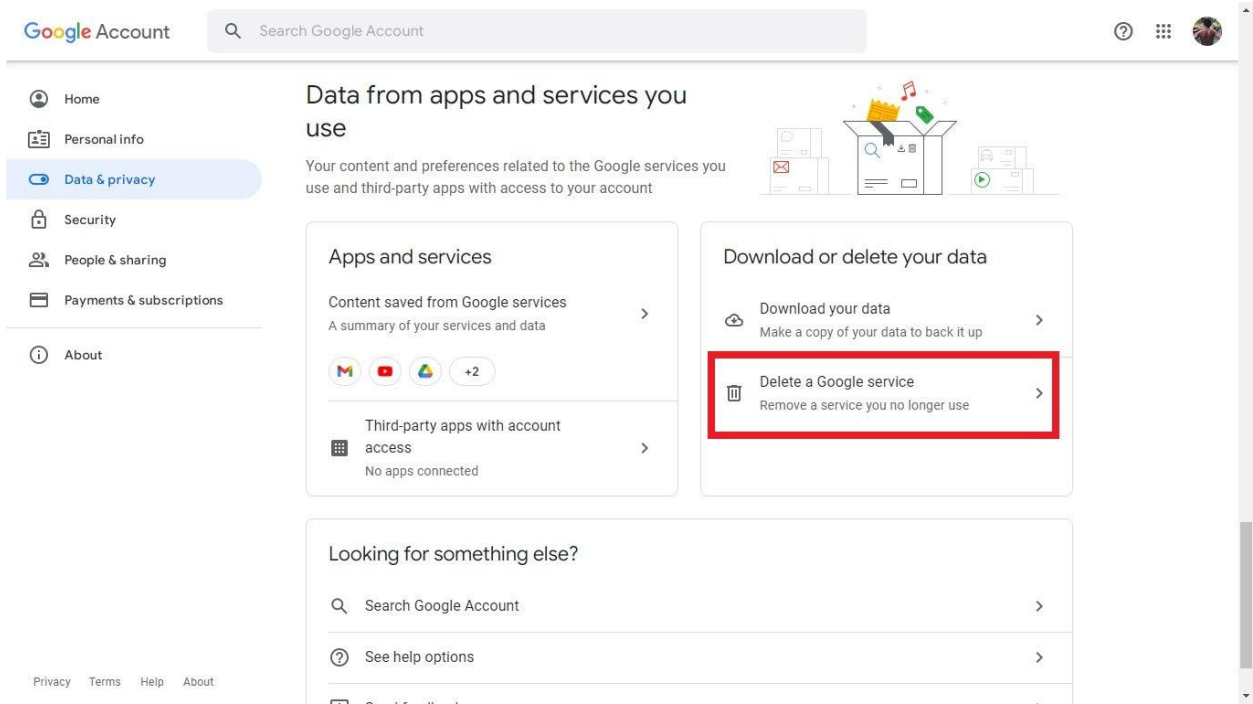 Google Account
Search Google Account
Home
Personal info
Data & privacy
Security
People & sharing
Payments & subscriptions
About
Data from apps and services you
use
Your content and preferences related to the Google services you
use and third-party apps with access to your account
Apps and services
Content saved from Google services
A summary of your services and data
+2
Third-party apps with account
access
No apps connected
Download or delete your data
Download your data
Make a copy of your data to back it up
Delete a Google service
Remove a service you no longer use
Looking for something else?
Search Google Account
See help options
Privacy Terms Help About